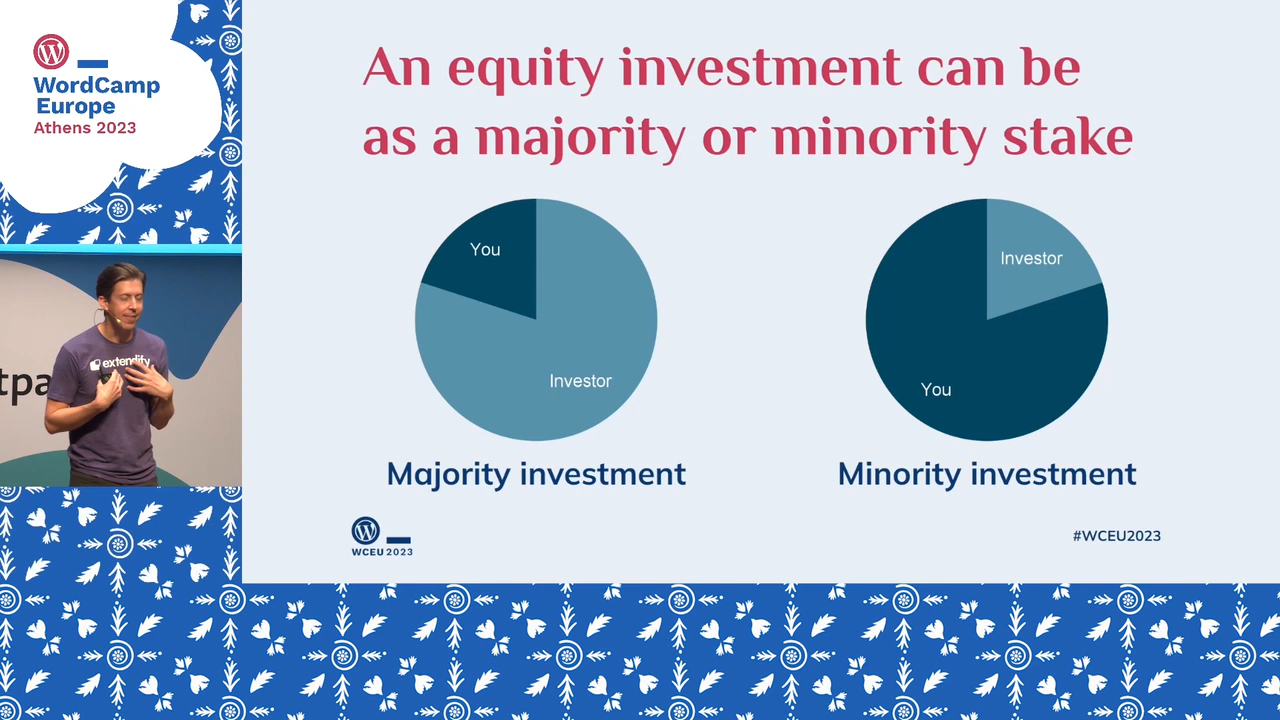 WordCamp
Europe
Athens 2023
An equity investment can be
as a majority or minority stake
You
Investor
Investor
You
Majority investment
Minority investment
WCEU 2023
#WCEU2023
extendify
tpa